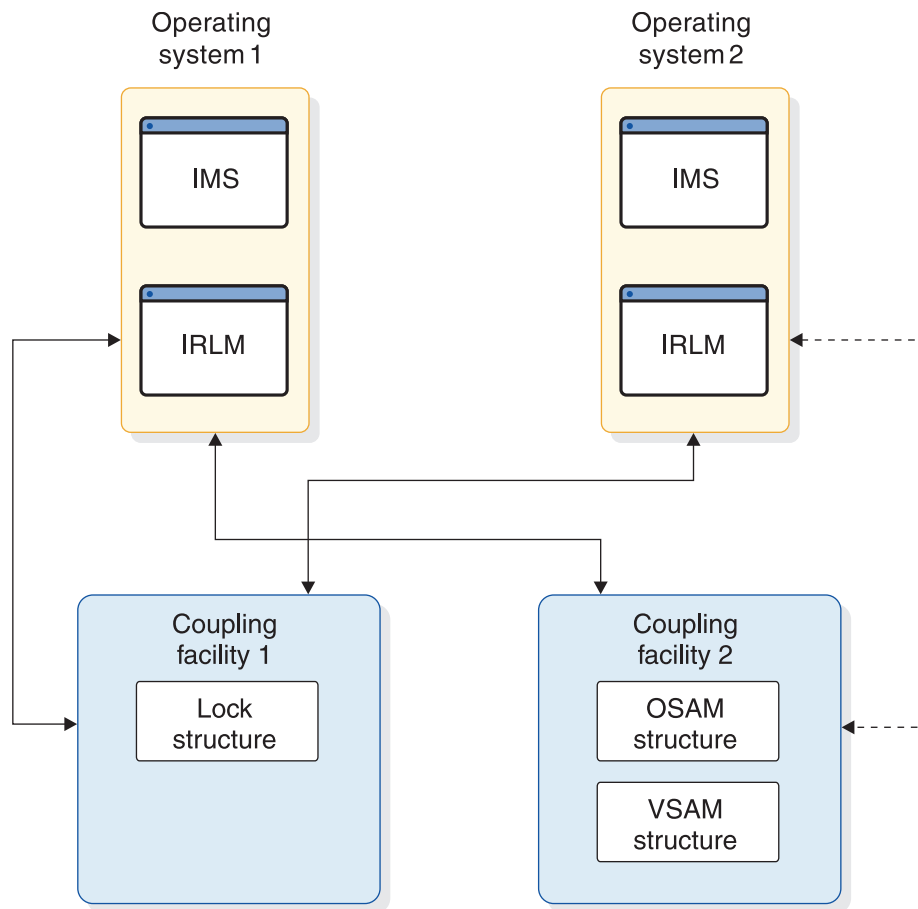 Operating
system 1
Operating
system 2
IMS
IMS
IRLM
IRLM
Coupling
facility 1
Coupling
facility 2
Lock
structure
OSAM
structure
VSAM
structure